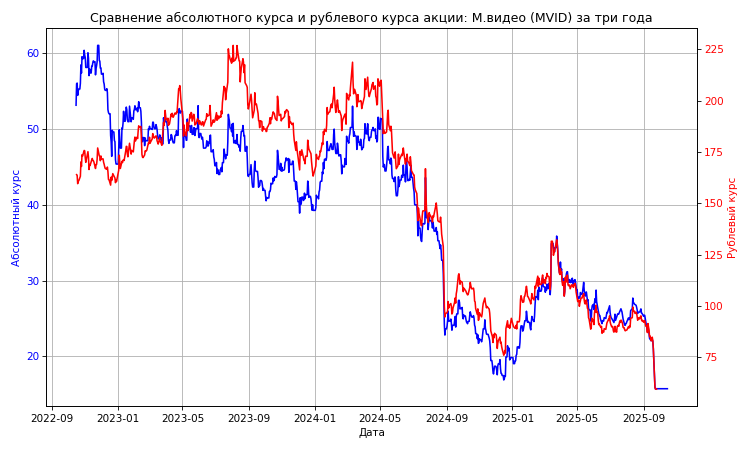 Сравнение абсолютного курса и рублевого курса акции: М.видео (MVID) за три года
60
50
40
30
20
225
200
175
150
125
100
75
Абсолютный курс
Рублевый курс
2022-09 2023-01 2023-05 2023-09 2024-01 2024-05 2024-09 2025-01 2025-05 2025-09
Дата